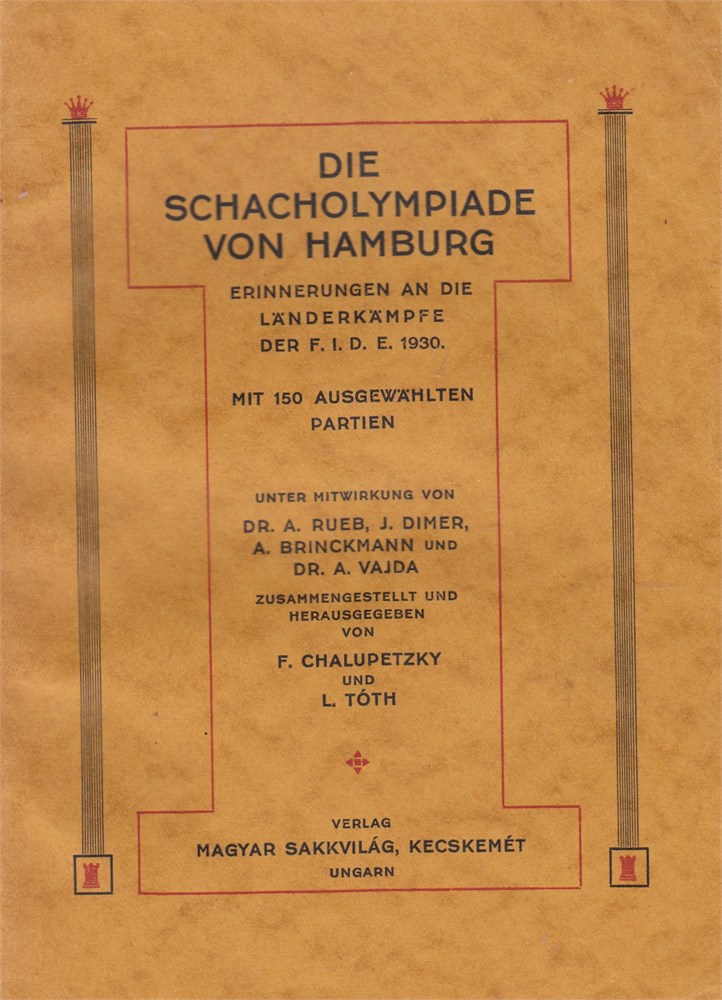 DIE
SCHACHOLYMPIADE
VON HAMBURG
ERINNERUNGEN AN DIE
LÄNDERKÄMPFE
DER F. I. D. E. 1930.
MIT 150 AUSGEWÄHLTEN
PARTIEN
UNTER MITWIRKUNG VON
DR. A. RUEB, J. DIMER,
A. BRINCKMANN UND
DR. A. VAJDA
ZUSAMMENGESTELLT UND
HERAUSGEGEBEN
VON
F. CHALUPETZKY
UND
L. TÓTH
VERLAG
MAGYAR SAKKVILÁG, KECSKEMÉT
UNGARN